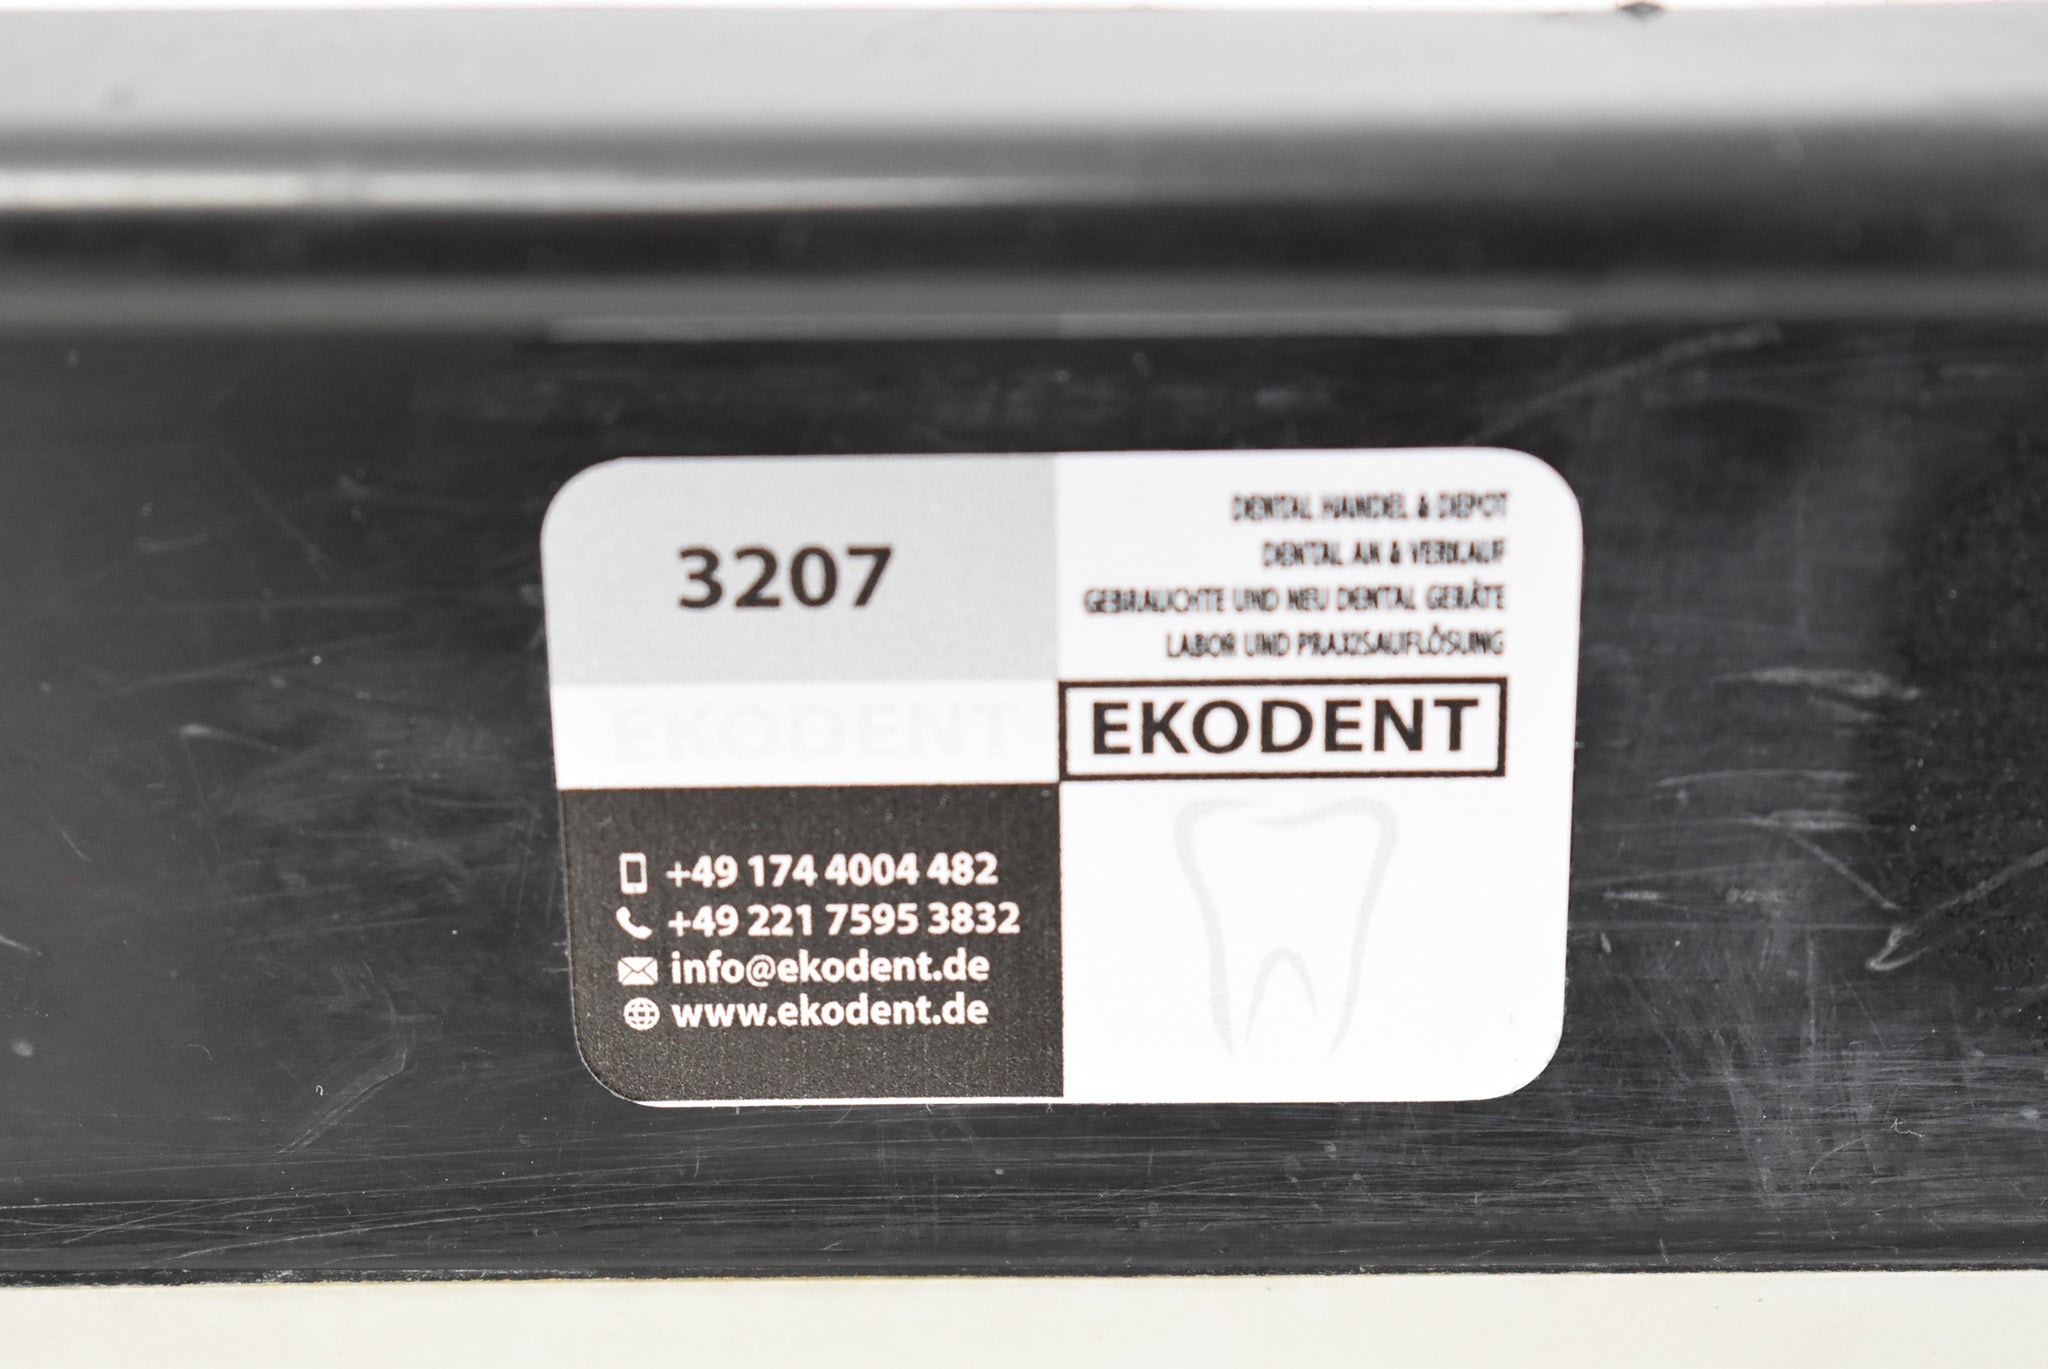 3207
EKODENT
+49 174 4004 482
+49 221 7595 3832
info@ekodent.de
www.ekodent.de
DENTAL HANDEL & DEPOT
DENTAL AN & VERKAUF
GEBRAUCHTE UND NEU DENTAL GERÄTE
LABOR UND PRAXISAUFLÖSUNG
EKODENT